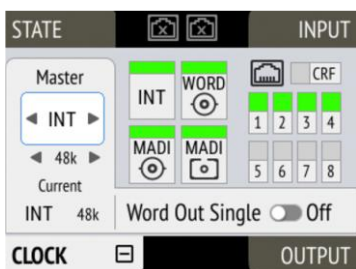 STATE
INPUT
Master
INT
48k
Current
INT 48k
INT
WORD
MADI
MADI
CRF
1 2 3 4
5 6 7 8
Word Out Single Off
CLOCK
OUTPUT